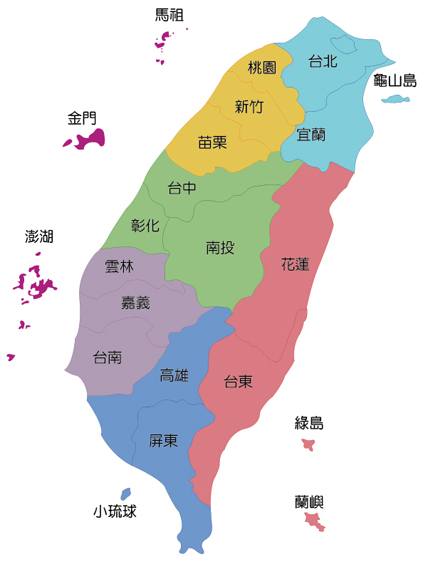 馬祖
台北
桃園
龜山島
新竹
金門
宜蘭
苗栗
台中
彰化
澎湖
南投
花蓮
雲林
嘉義
台南
高雄
台東
綠島
屏東
蘭嶼
小琉球